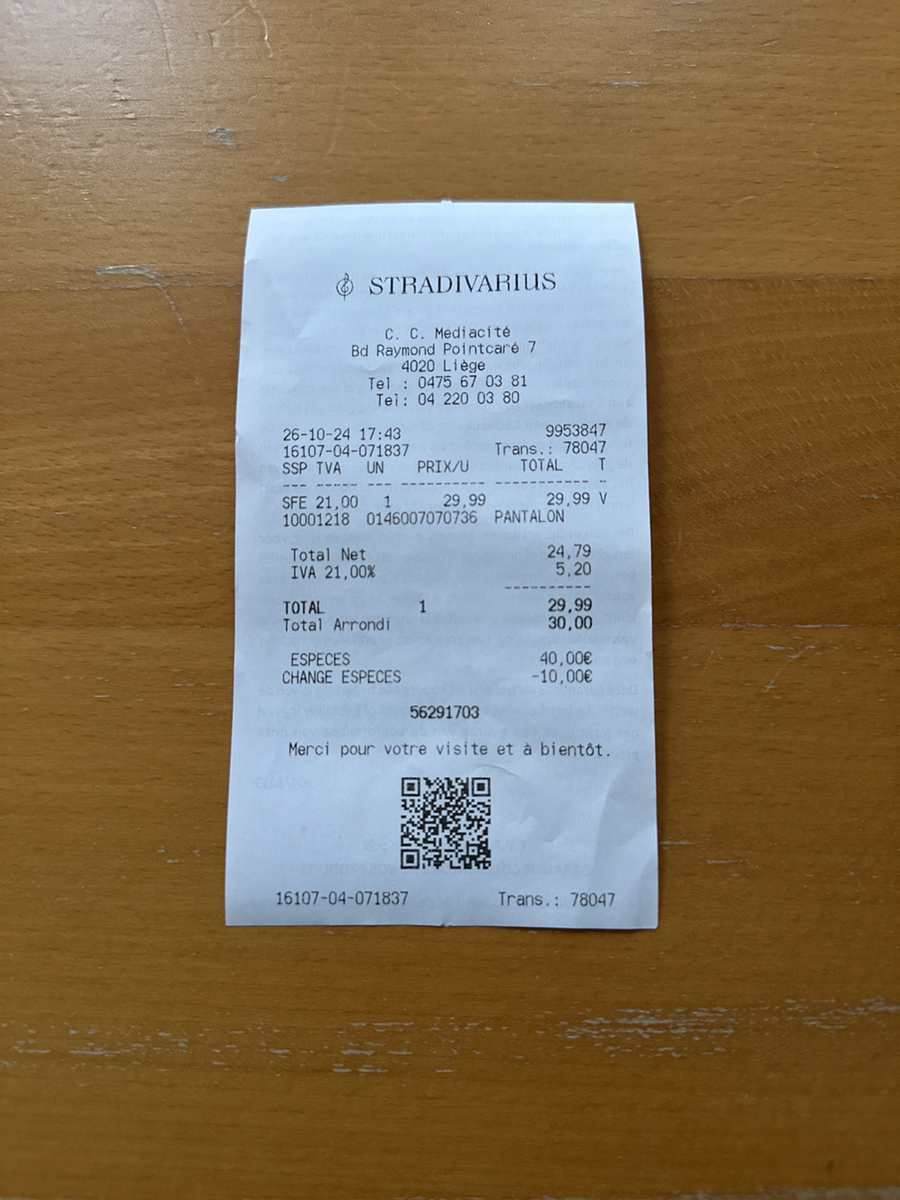 STRADIVARIUS
C. C. Médiacité
Bd Raymond Pointcaré 7
4020 Liège
Tel : 0475 67 03 81
Tel: 04 220 03 80
26-10-24 17:43 9953847
16107-04-071837 Trans.: 78047
SSP TVA UN PRIX/U TOTAL T
--- --- --- ---------- ----------- -
SFE 21,00 1 29,99 29,99 V
10001218 0146007070736 PANTALON
Total Net 24,79
IVA 21,00% 5,20
----------
TOTAL 1 29,99
Total Arrondi 30,00
ESPECES 40,00€
CHANGE ESPECES -10,00€
56291703
Merci pour votre visite et à bientôt.
16107-04-071837 Trans.: 78047